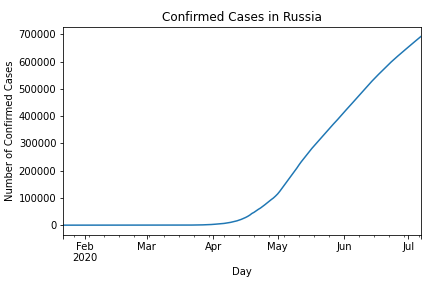 Confirmed Cases in Russia
700000
600000
500000
400000
300000
200000
100000
0
Number of Confirmed Cases
Feb Mar Apr May Jun Jul
2020
Day